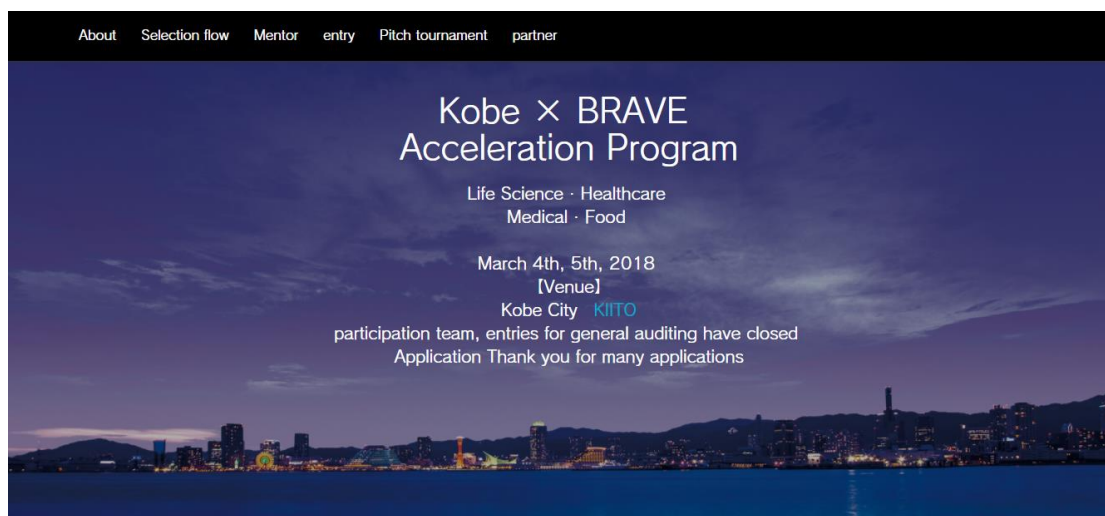 About Selection flow Mentor entry Pitch tournament partner
Kobe × BRAVE
Acceleration Program
Life Science · Healthcare
Medical · Food
March 4th, 5th, 2018
【Venue】
Kobe City KIITO
participation team, entries for general auditing have closed
Application Thank you for many applications